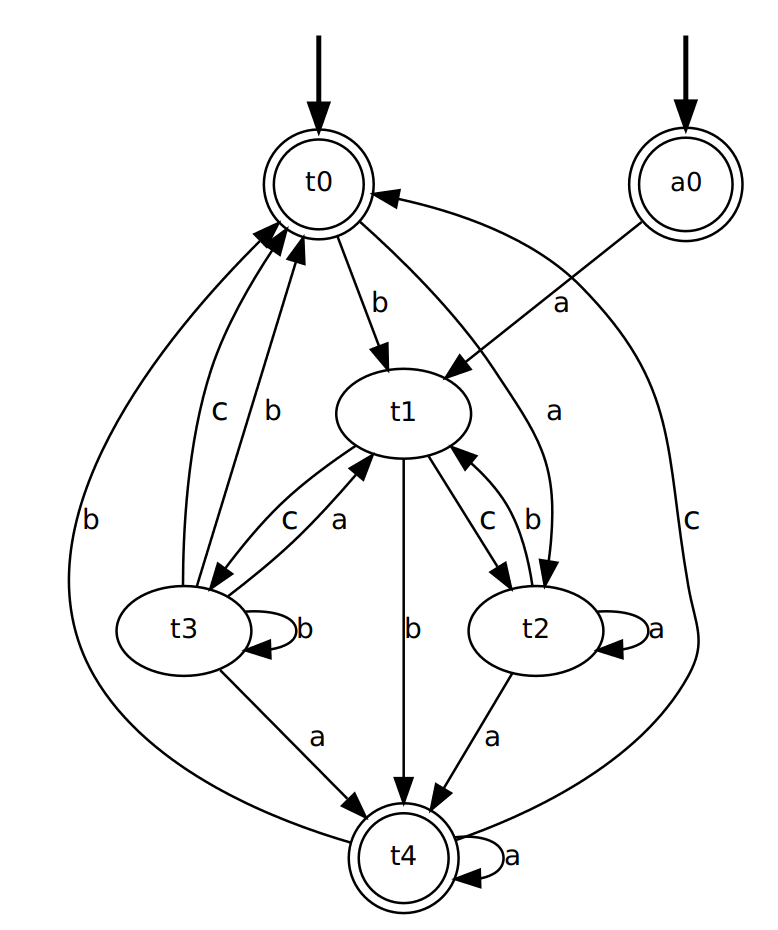 t0 a0
b a
t1 a
c b
c a c b
b c
t3 b b t2 a
a a
t4 a